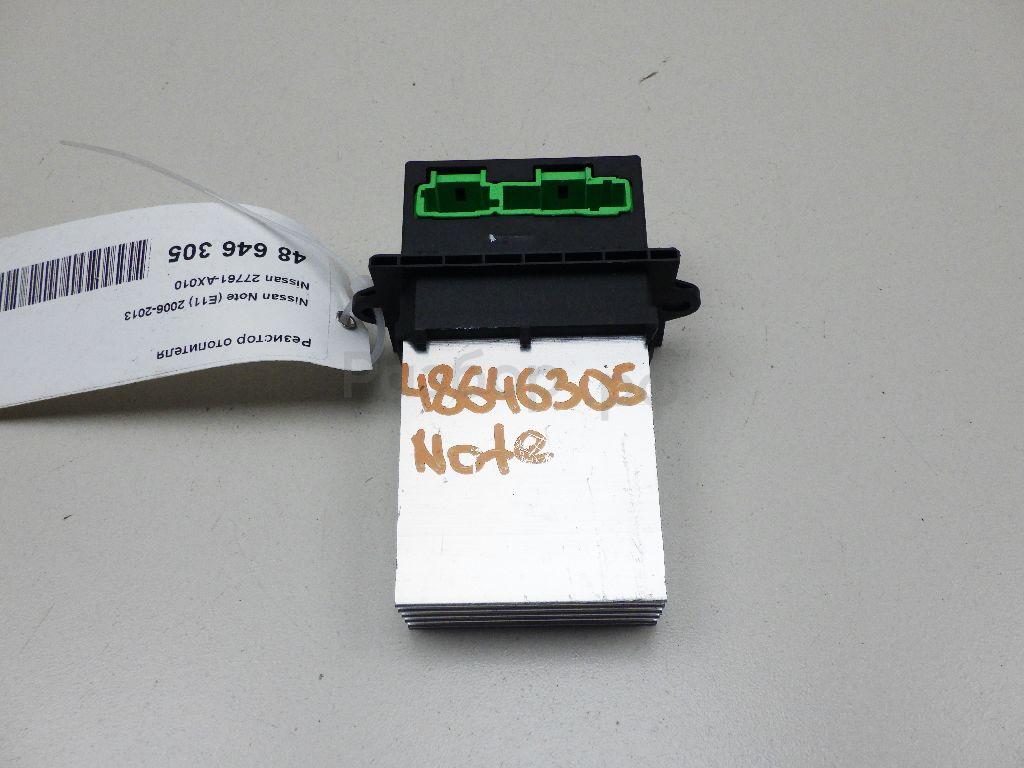 Резистор отопителя
Nissan Note (E11) 2006-2013
Nissan 27761-AX010
48 646 305
48646305
Note